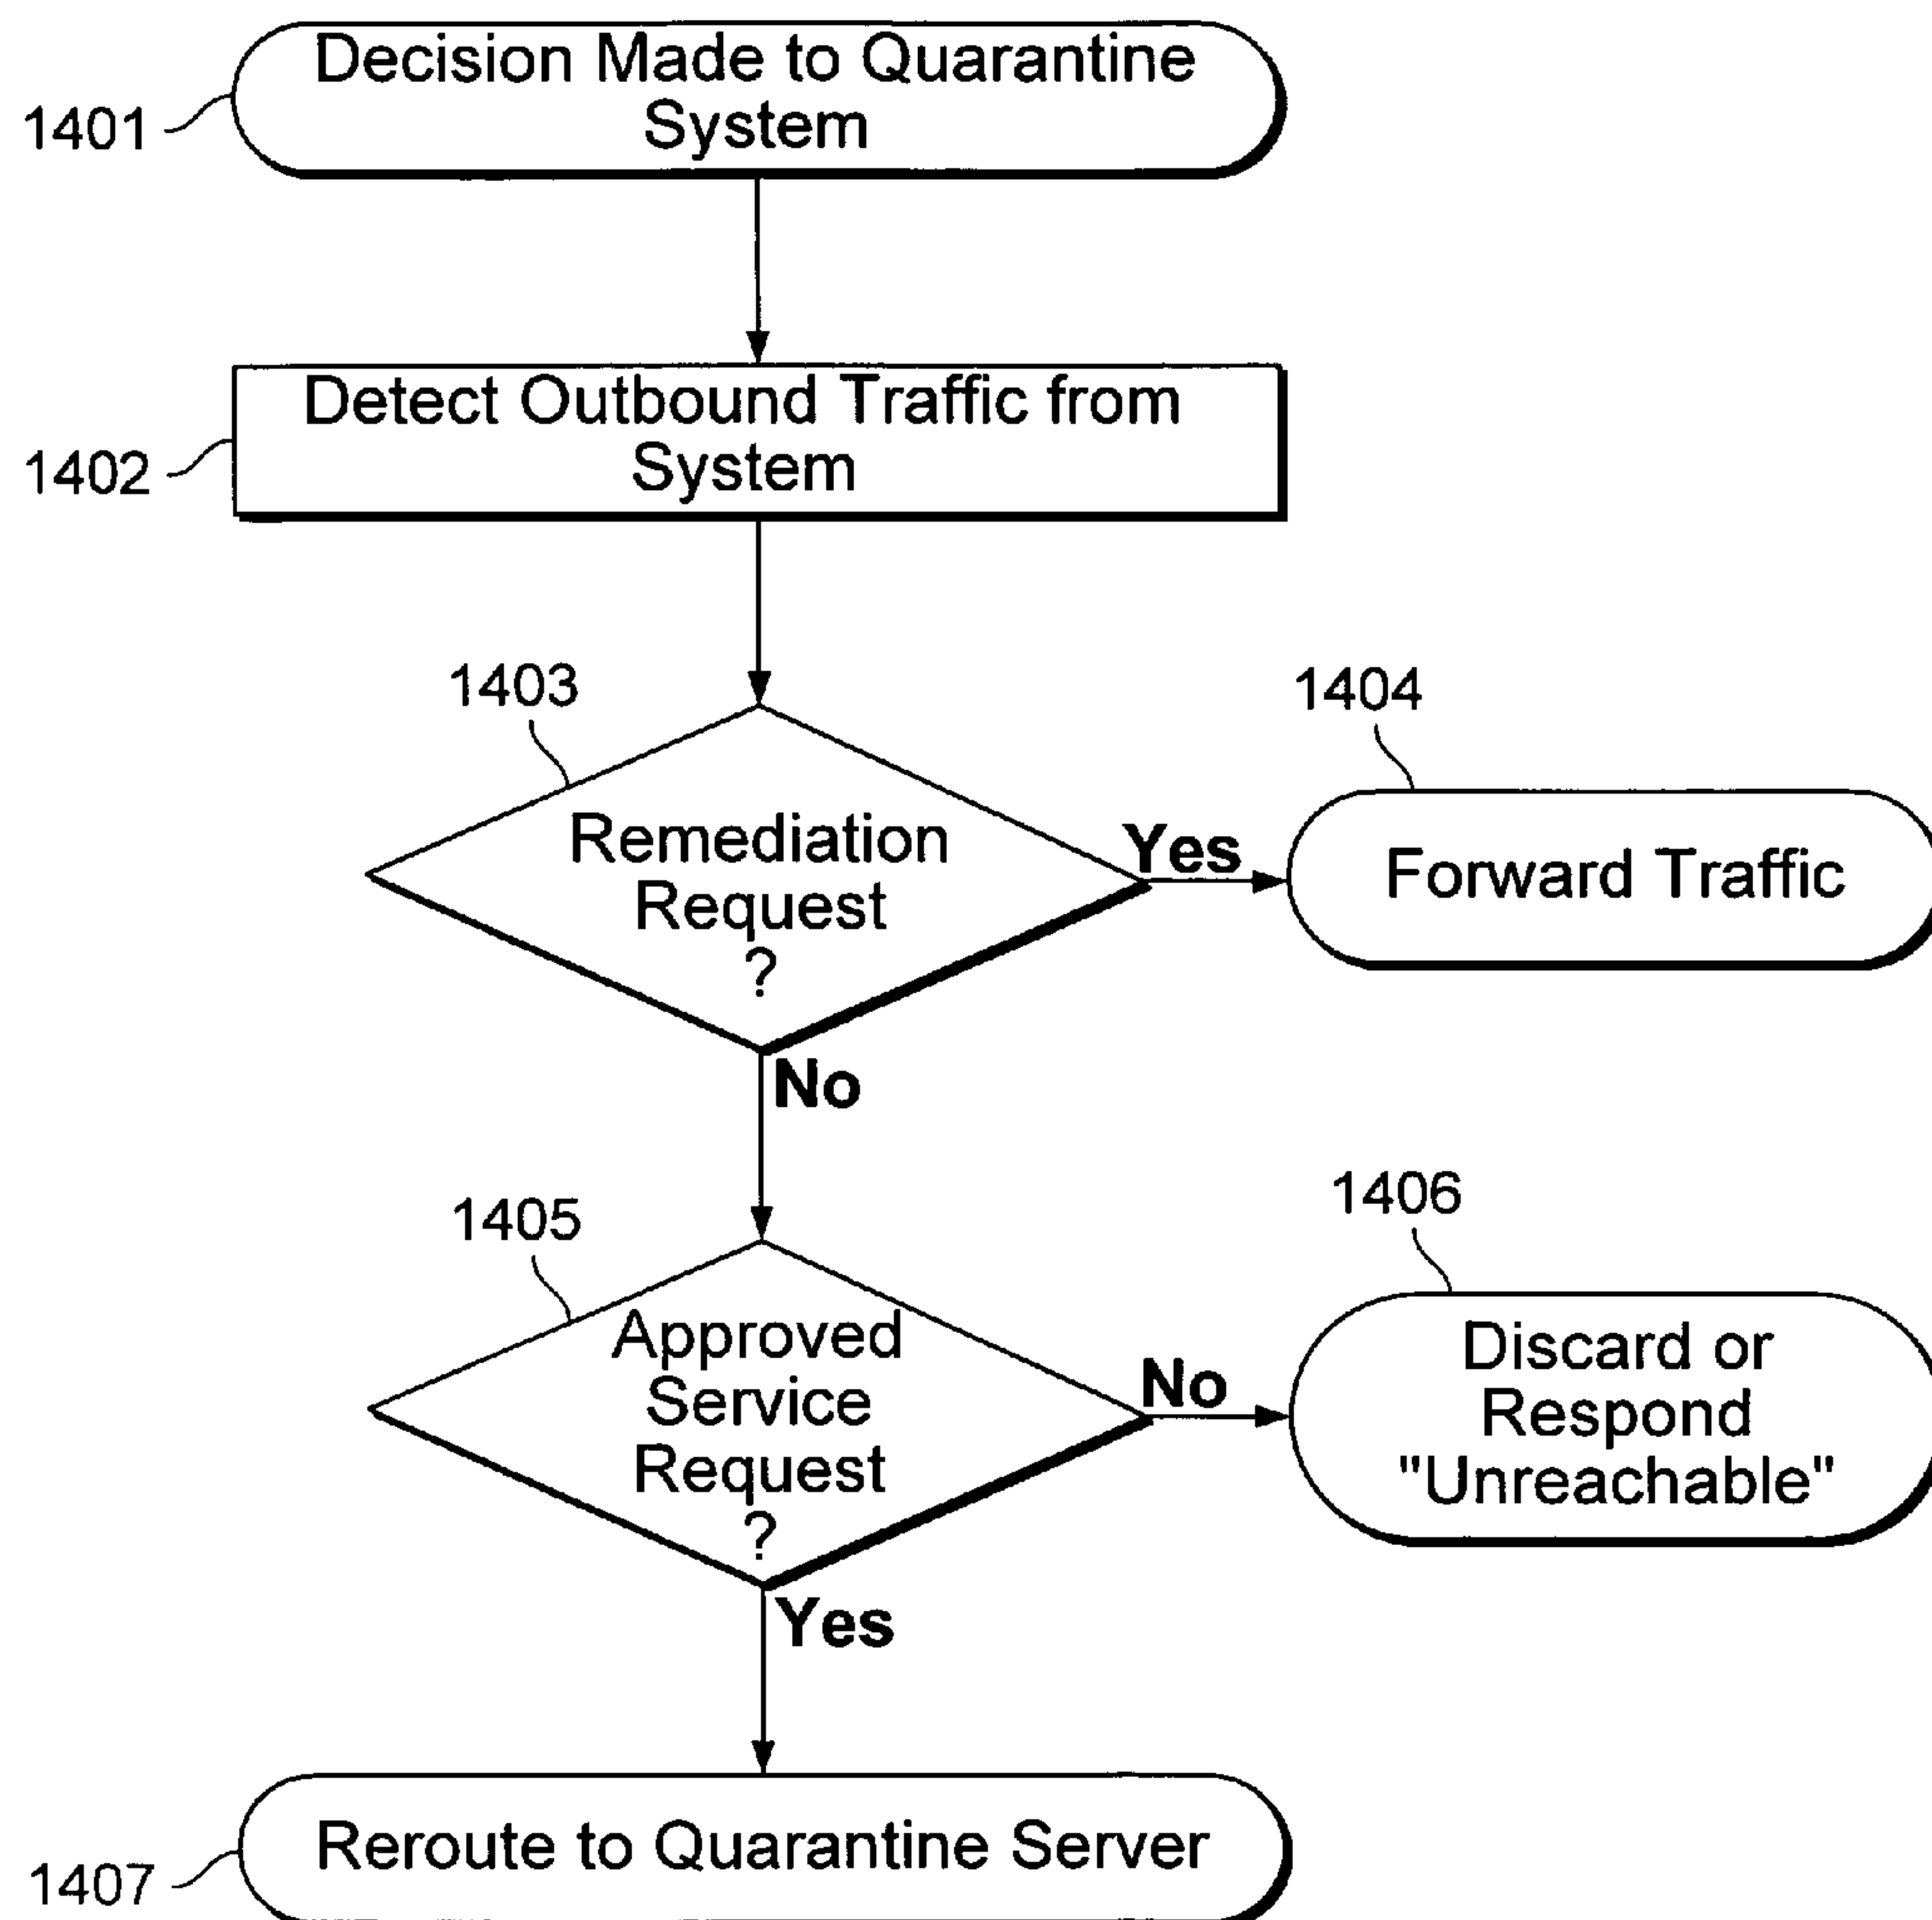 Decision Made to Quarantine
System
1401
Detect Outbound Traffic from
System
1402
1403
1404
Remediation
Request
?
Yes
Forward Traffic
No
1405
1406
Approved
Service
Request
?
No
Discard or
Respond
"Unreachable"
Yes
Reroute to Quarantine Server
1407